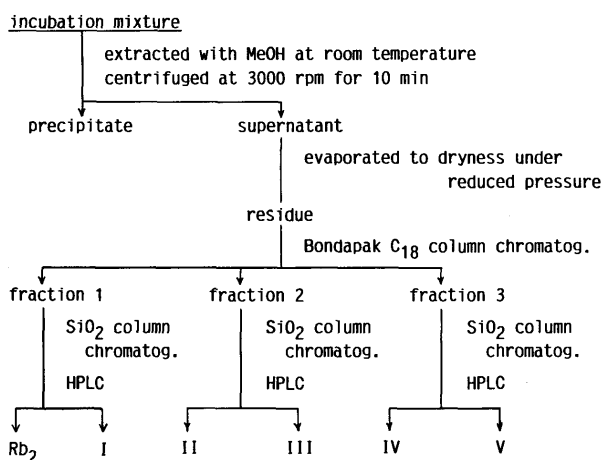 incubation mixture
extracted with MeOH at room temperature
centrifuged at 3000 rpm for 10 min
precipitate supernatant
evaporated to dryness under
reduced pressure
residue
Bondapak C18 column chromatog.
fraction 1 fraction 2 fraction 3
SiO2 column SiO2 column SiO2 column
chromatog. chromatog. chromatog.
HPLC HPLC HPLC
Rb2 I II III IV V